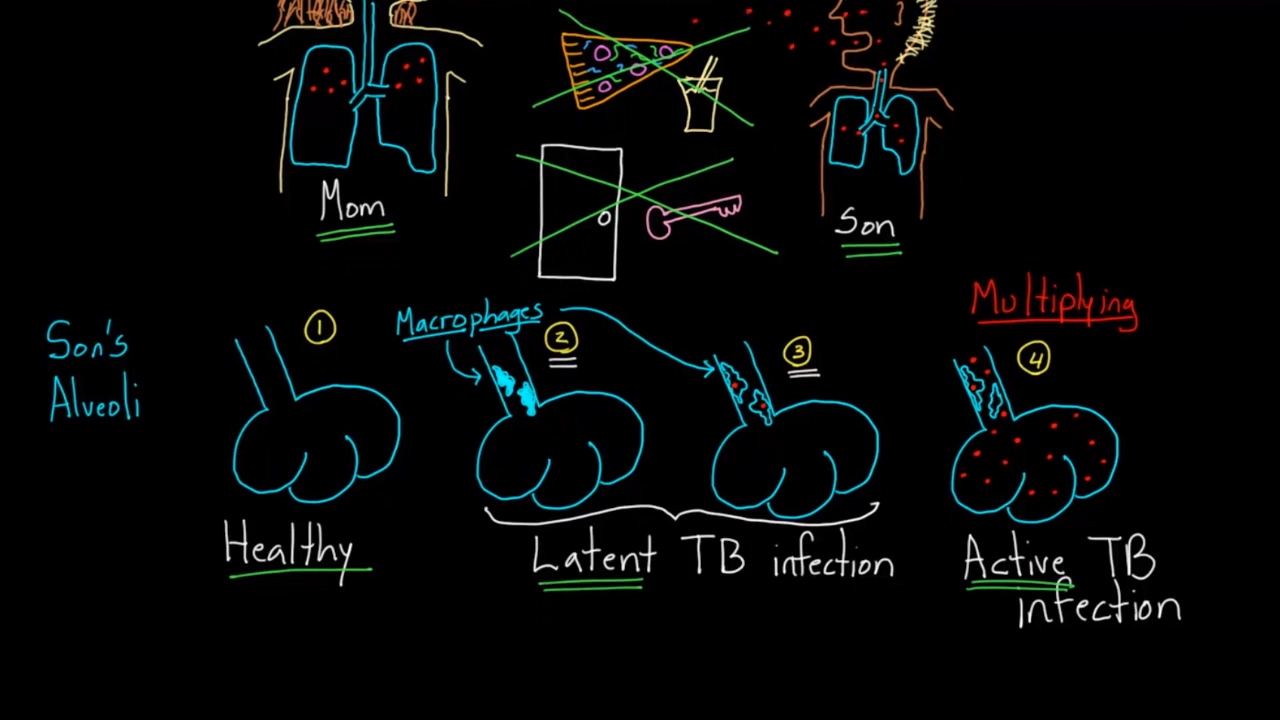 Mom
Son
Multiplying
Macrophages
Son's
Alveoli
1
2
3
4
Healthy
Latent TB infection
Active TB
infection